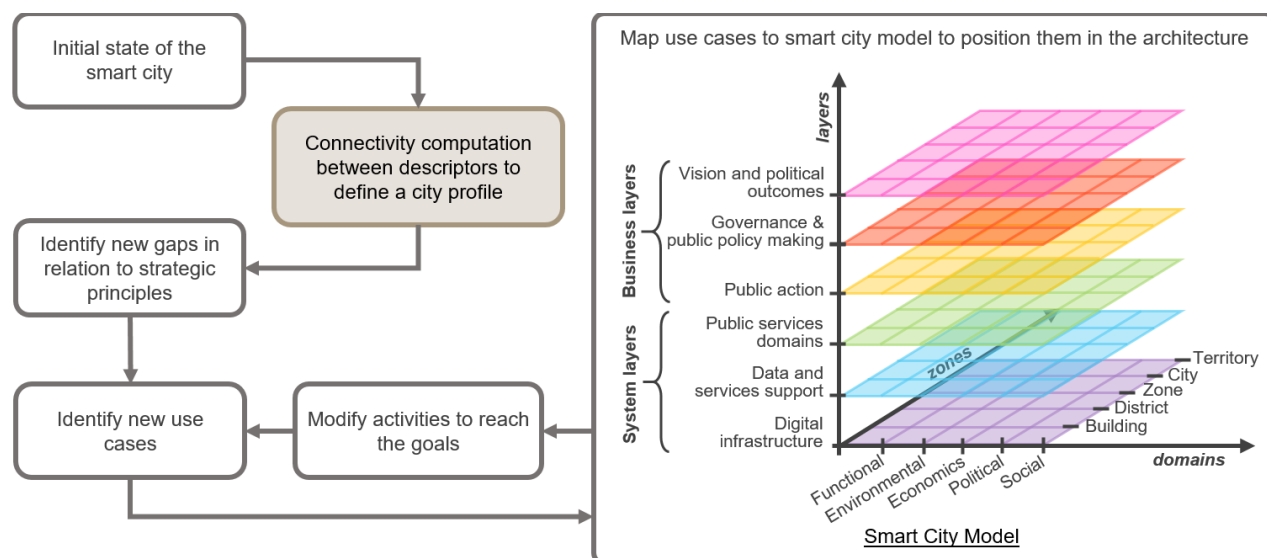 Initial state of the
smart city
Connectivity computation
between descriptors to
define a city profile
Identify new gaps in
relation to strategic
principles
Identify new use
cases
Modify activities to reach
the goals
Map use cases to smart city model to position them in the architecture
layers
Business layers
Vision and political
outcomes
Governance &
public policy making
Public action
System layers
Public services
domains
Data and
services support
Digital
infrastructure
zones
Territory
City
Zone
District
Building
domains
Functional
Environmental
Economics
Political
Social
Smart City Model